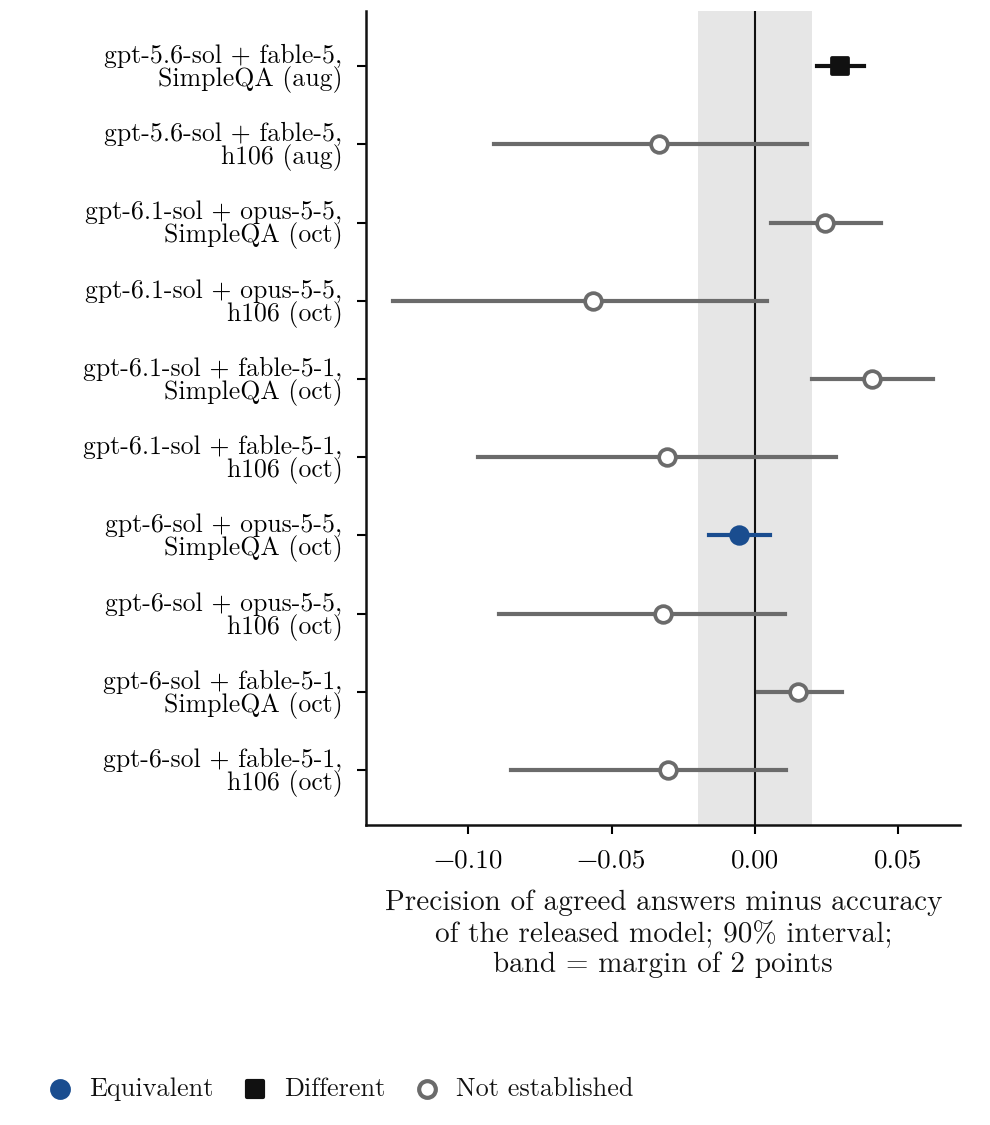 gpt-5.6-sol + fable-5,
SimpleQA (aug)
gpt-5.6-sol + fable-5,
h106 (aug)
gpt-6.1-sol + opus-5-5,
SimpleQA (oct)
gpt-6.1-sol + opus-5-5,
h106 (oct)
gpt-6.1-sol + fable-5-1,
SimpleQA (oct)
gpt-6.1-sol + fable-5-1,
h106 (oct)
gpt-6-sol + opus-5-5,
SimpleQA (oct)
gpt-6-sol + opus-5-5,
h106 (oct)
gpt-6-sol + fable-5-1,
SimpleQA (oct)
gpt-6-sol + fable-5-1,
h106 (oct)
−0.10 −0.05 0.00 0.05
Precision of agreed answers minus accuracy
of the released model; 90% interval;
band = margin of 2 points
Equivalent Different Not established